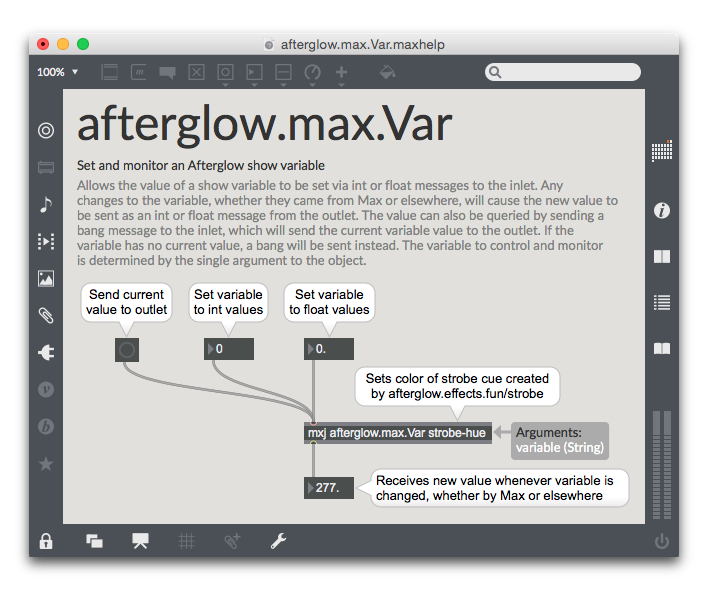 afterglow.max.Var.maxhelp
100%
afterglow.max.Var
Set and monitor an Afterglow show variable
Allows the value of a show variable to be set via int or float messages to the inlet. Any
changes to the variable, whether they came from Max or elsewhere, will cause the new value to
be sent as an int or float message from the outlet. The value can also be queried by sending a
bang message to the inlet, which will send the current variable value to the outlet. If the
variable has no current value, a bang will be sent instead. The variable to control and monitor
is determined by the single argument to the object.
Send current
value to outlet
Set variable
to int values
Set variable
to float values
0
0.
Sets color of strobe cue created
by afterglow.effects.fun/strobe
mxj afterglow.max.Var strobe-hue
Arguments:
variable (String)
277.
Receives new value whenever variable is
changed, whether by Max or elsewhere